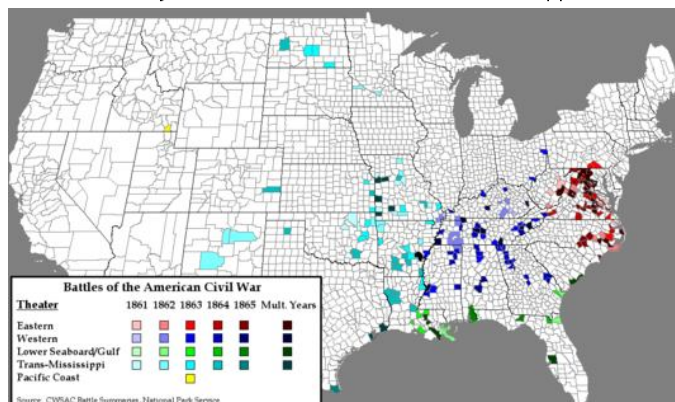 Battles of the American Civil War
Theater 1861 1862 1863 1864 1865 Mult. Years
Eastern
Western
Lower Seaboard/Gulf
Trans-Mississippi
Pacific Coast
Source: CWSAC Battle Summaries, National Park Service